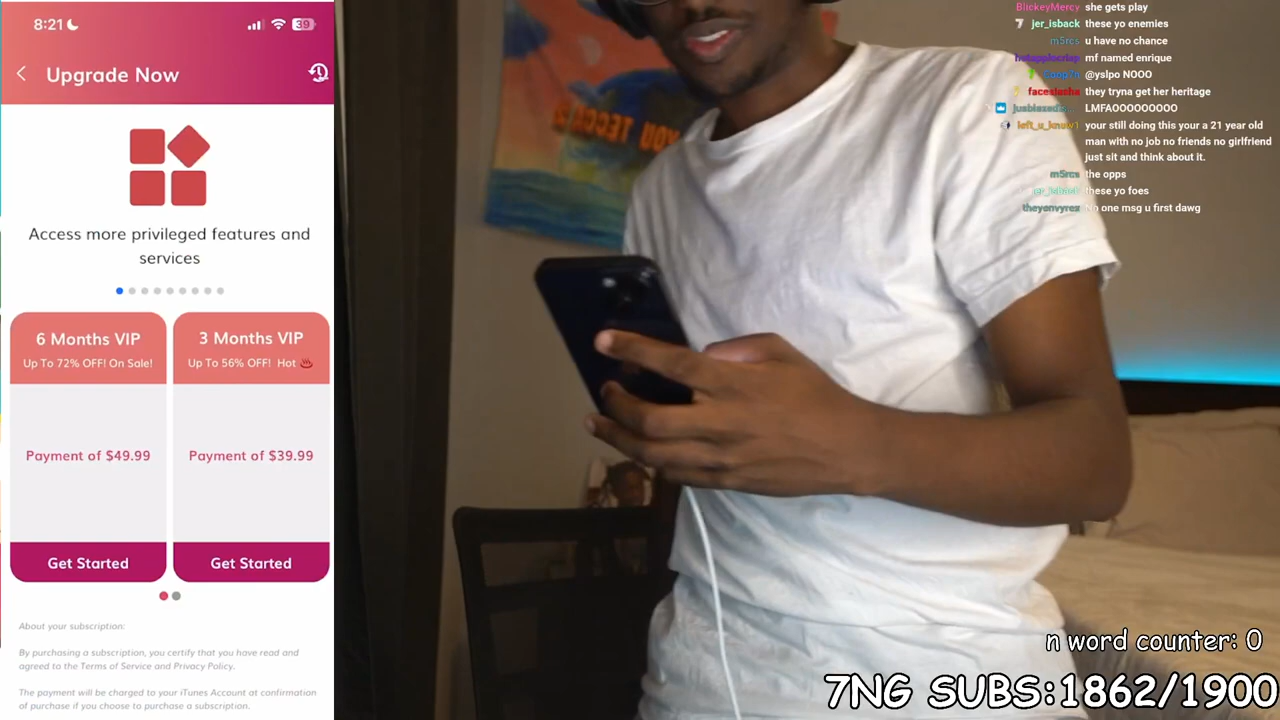 8:21
39
Upgrade Now
Access more privileged features and
services
6 Months VIP
Up To 72% OFF! On Sale!
Payment of $49.99
Get Started
3 Months VIP
Up To 56% OFF! Hot
Payment of $39.99
Get Started
About your subscription:
By purchasing a subscription, you certify that you have read and
agreed to the Terms of Service and Privacy Policy.
The payment will be charged to your iTunes Account at confirmation
of purchase if you choose to purchase a subscription.
YOU
BlickeyMercy she gets play
jer_isback these yo enemies
m5rcs u have no chance
mf named enrique
@yslpo NOOO
they tryna get her heritage
LMFAOOOOOOOOO
left_u_know1 your still doing this your a 21 year old
man with no job no friends no girlfriend
just sit and think about it.
m5rcs the opps
jer_isback these yo foes
theyenvyrex No one msg u first dawg
n word counter: 0
7NG SUBS:1862/1900